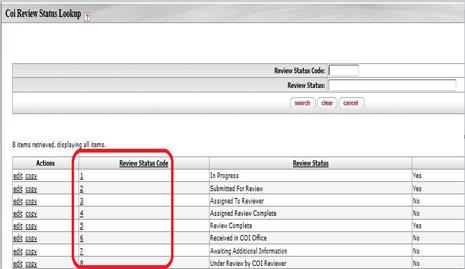 Coi Review Status Lookup ?
Review Status Code:
Review Status:
search clear cancel
8 items retrieved, displaying all items.
Actions Review Status Code Review Status
edit copy 1 In Progress Yes
edit copy 2 Submitted For Review Yes
edit copy 3 Assigned To Reviewer No
edit copy 4 Assigned Review Complete No
edit copy 5 Review Complete Yes
edit copy 6 Received in COI Office No
edit copy 7 Awaiting Additional Information No
edit copy 8 Under Review by COI Reviewer No